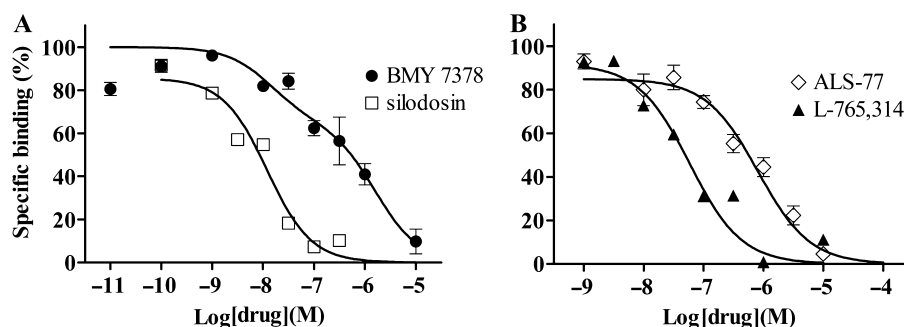 A
Specific binding (%)
100
80
60
40
20
0
−11 −10 −9 −8 −7 −6 −5
Log[drug](M)
BMY 7378
silodosin
B
100
80
60
40
20
0
−9 −8 −7 −6 −5 −4
Log[drug](M)
ALS-77
L-765,314